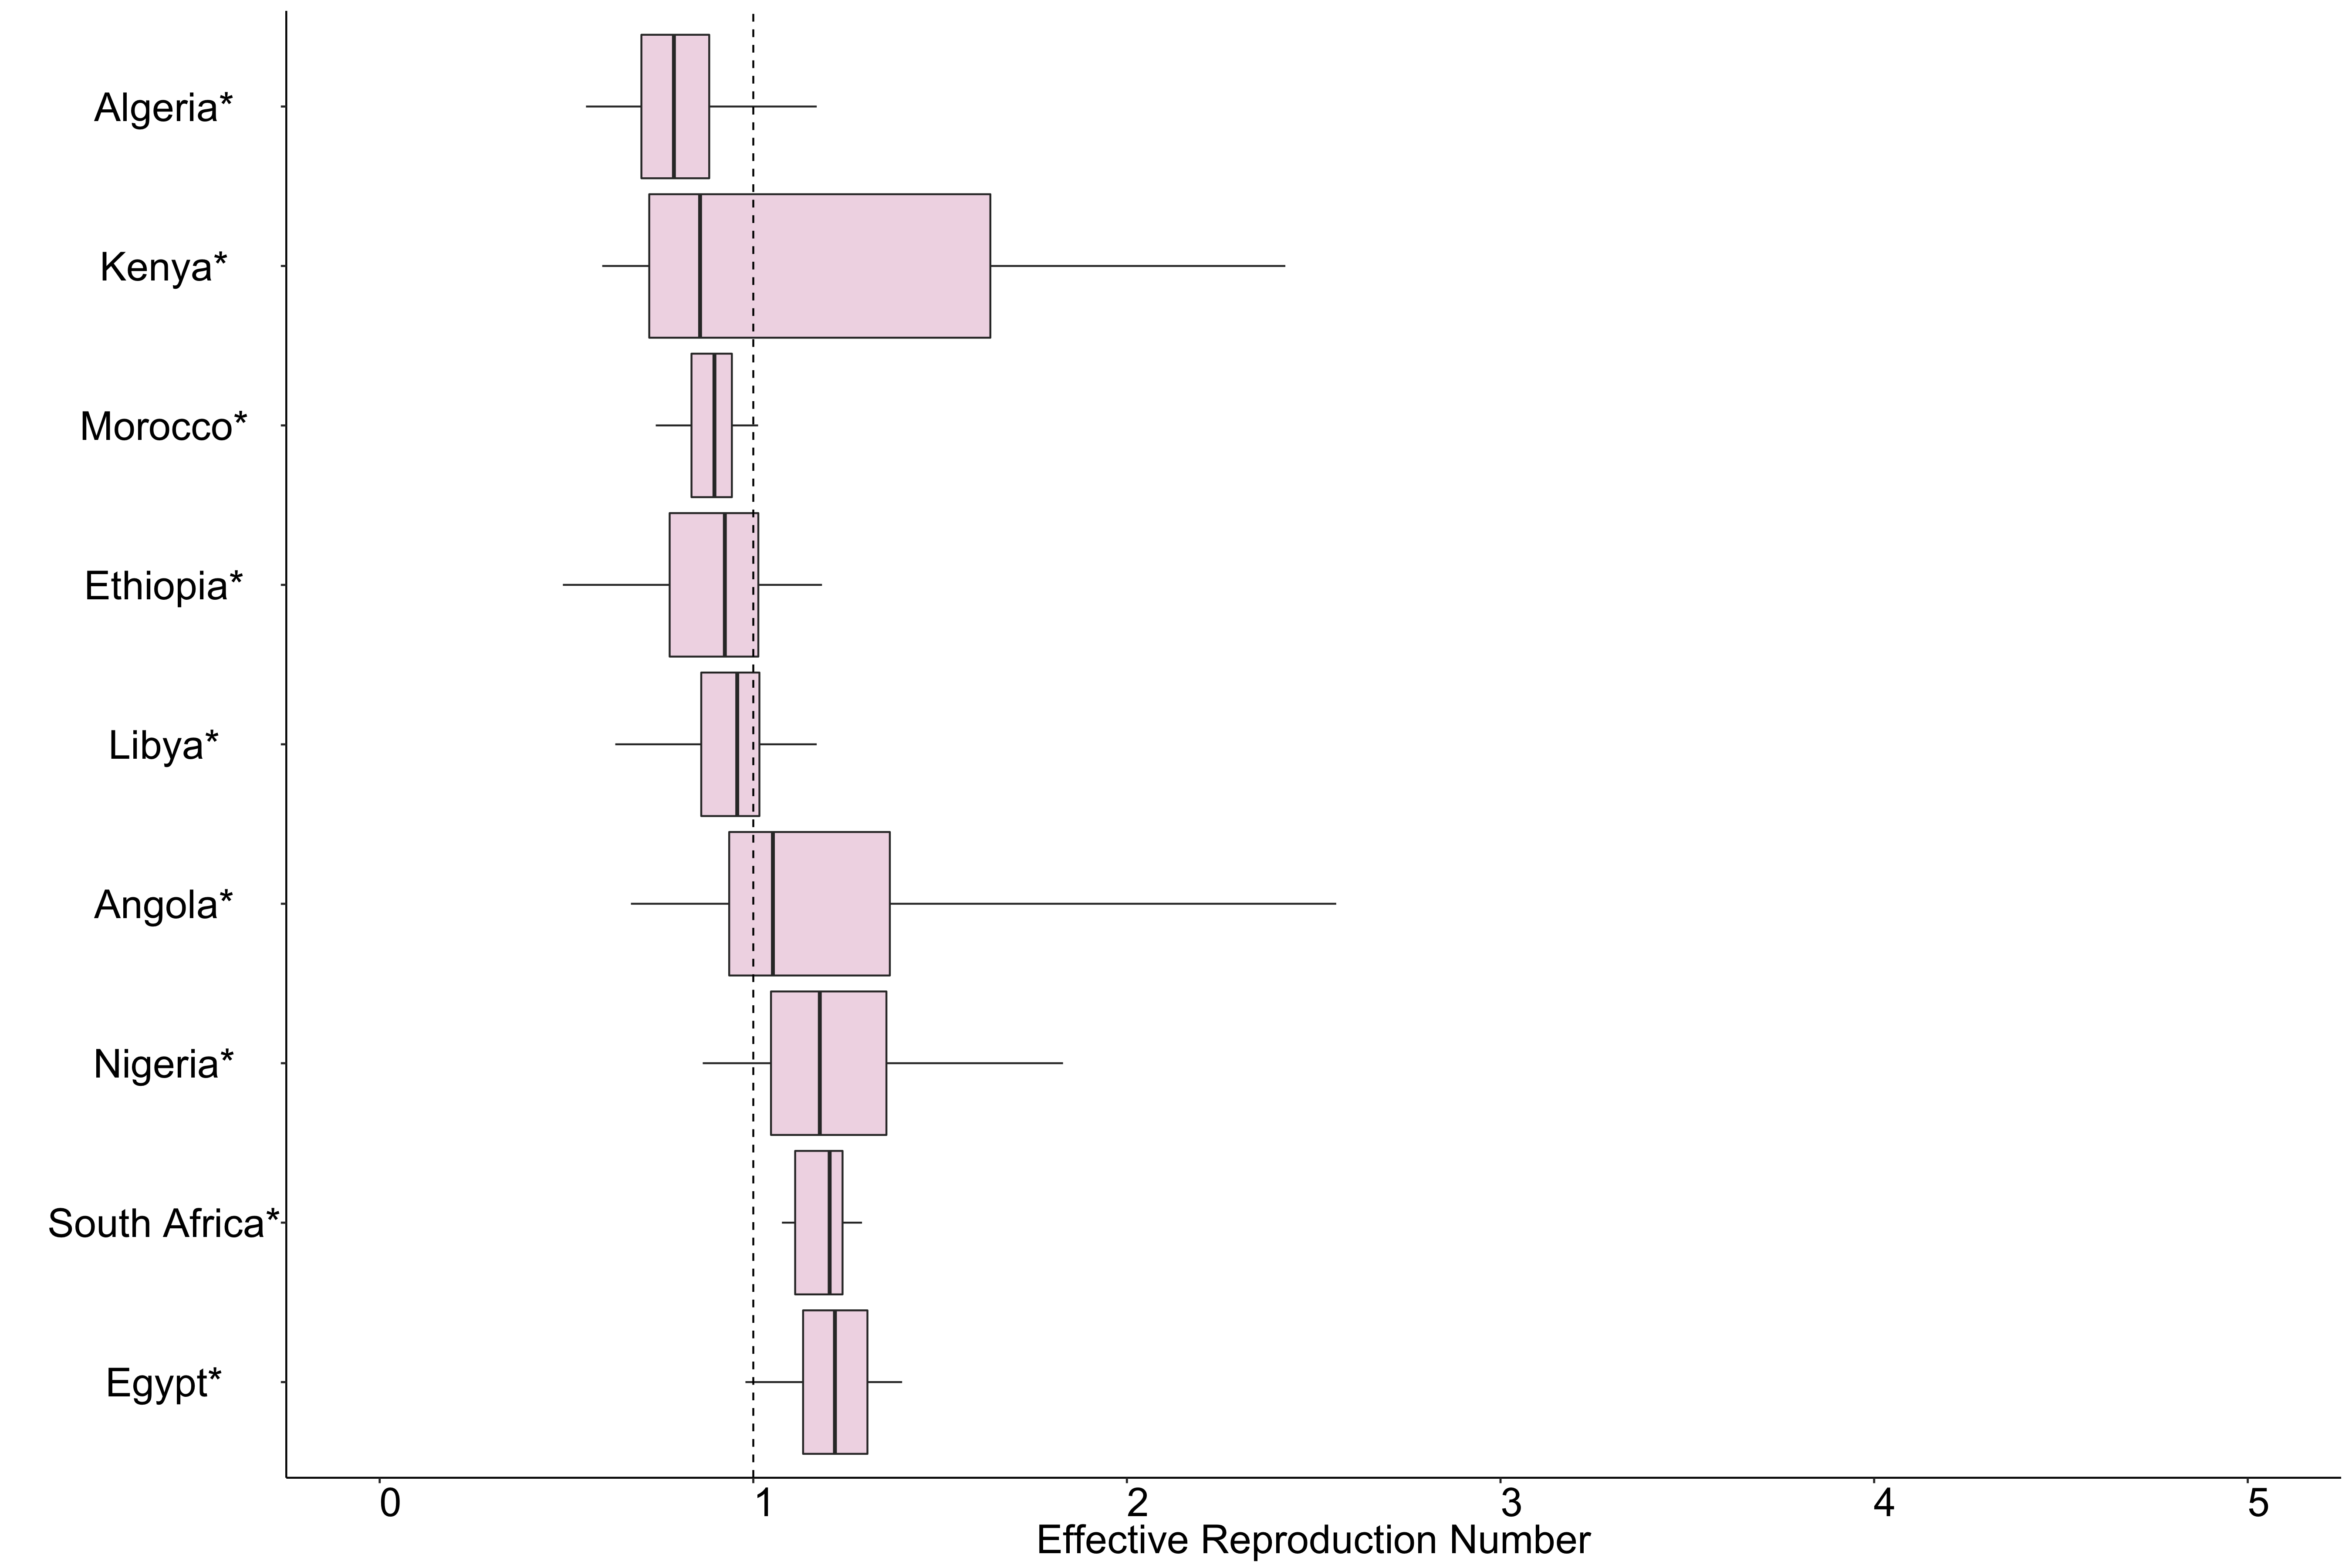 Algeria*
Kenya*
Morocco*
Ethiopia*
Libya*
Angola*
Nigeria*
South Africa*
Egypt*
0 1 2 3 4 5
Effective Reproduction Number